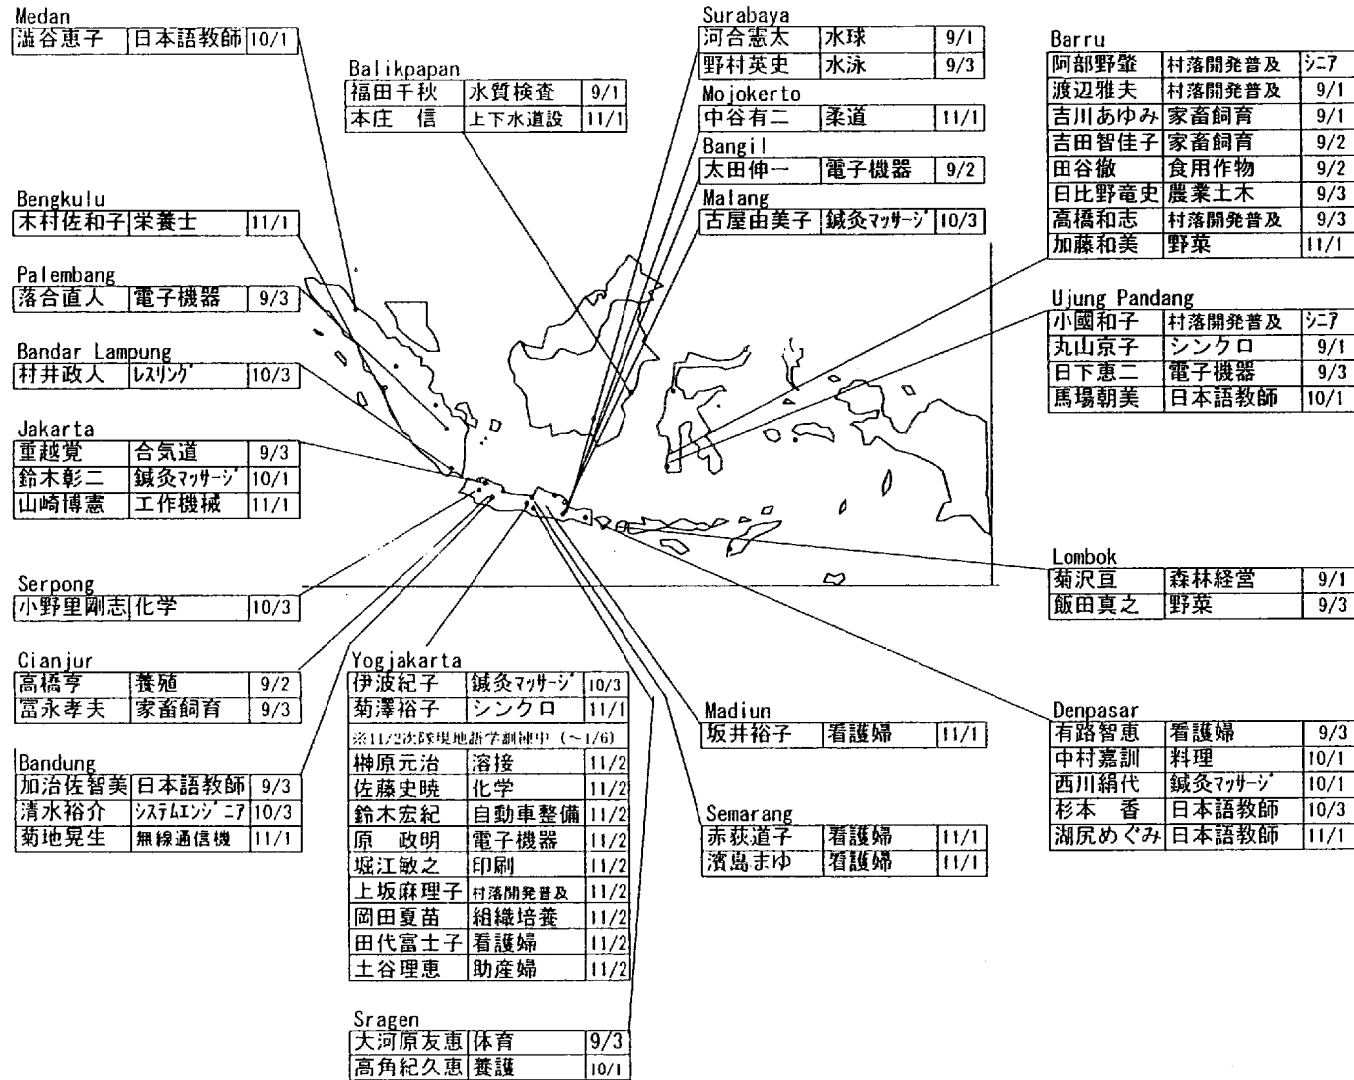 Medan
澁谷恵子 日本語教師 10/1
Balikpapan
福田千秋 水質検査 9/1
本庄 信 上下水道設 11/1
Surabaya
河合憲太 水球 9/1
野村英史 水泳 9/3
Mojokerto
中谷有二 柔道 11/1
Bangil
太田伸一 電子機器 9/2
Malang
古屋由美子 鍼灸マッサージ 10/3
Barru
阿部野肇 村落開発普及 シニア
渡辺雅夫 村落開発普及 9/1
吉川あゆみ 家畜飼育 9/1
吉田智佳子 家畜飼育 9/2
田谷徹 食用作物 9/2
日比野竜史 農業土木 9/3
高橋和志 村落開発普及 9/3
加藤和美 野菜 11/1
Bengkulu
木村佐和子 栄養士 11/1
Palembang
落合直人 電子機器 9/3
Bandar Lampung
村井政人 レスリング 10/3
Jakarta
重越覚 合気道 9/3
鈴木彰二 鍼灸マッサージ 10/1
山崎博憲 工作機械 11/1
Ujung Pandang
小國和子 村落開発普及 シニア
丸山京子 シンクロ 9/1
日下恵二 電子機器 9/3
馬場朝美 日本語教師 10/1
Serpong
小野里剛志 化学 10/3
Lombok
菊沢亘 森林経営 9/1
飯田真之 野菜 9/3
Cianjur
高橋亨 養殖 9/2
富永孝夫 家畜飼育 9/3
Bandung
加治佐智美 日本語教師 9/3
清水裕介 システムエンジニア 10/3
菊地晃生 無線通信機 11/1
Yogjakarta
伊波紀子 鍼灸マッサージ 10/3
菊澤裕子 シンクロ 11/1
※11/2次隊現地語学訓練中 (~1/6)
榊原元治 溶接 11/2
佐藤史暁 化学 11/2
鈴木宏紀 自動車整備 11/2
原 政明 電子機器 11/2
堀江敏之 印刷 11/2
上坂麻理子 村落開発普及 11/2
岡田夏苗 組織培養 11/2
田代富士子 看護婦 11/2
土谷理恵 助産婦 11/2
Sragen
大河原友恵 体育 9/3
高角紀久恵 養護 10/1
Madiun
坂井裕子 看護婦 11/1
Semarang
赤荻道子 看護婦 11/1
濱島まゆ 看護婦 11/1
Denpasar
有路智恵 看護婦 9/3
中村嘉訓 料理 10/1
西川絹代 鍼灸マッサージ 10/1
杉本 香 日本語教師 10/3
湖尻めぐみ 日本語教師 11/1